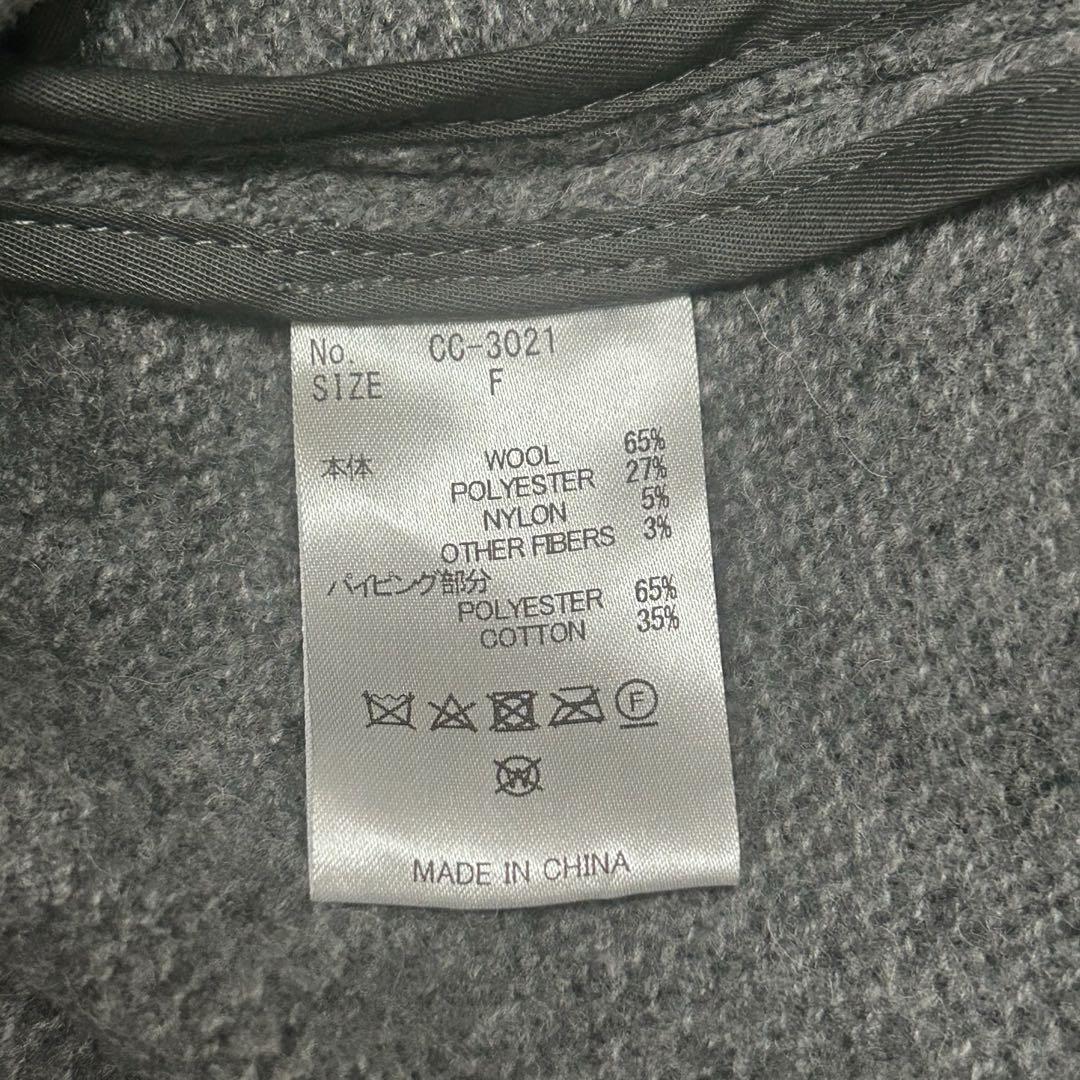 No. CC-3021
SIZE F
本体 WOOL 65%
POLYESTER 27%
NYLON 5%
OTHER FIBERS 3%
パイピング部分
POLYESTER 65%
COTTON 35%
F
W
MADE IN CHINA